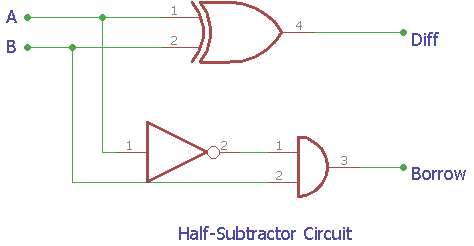 A
1
B
2
4
Diff
1
2
1
2
3
Borrow
Half-Subtractor Circuit